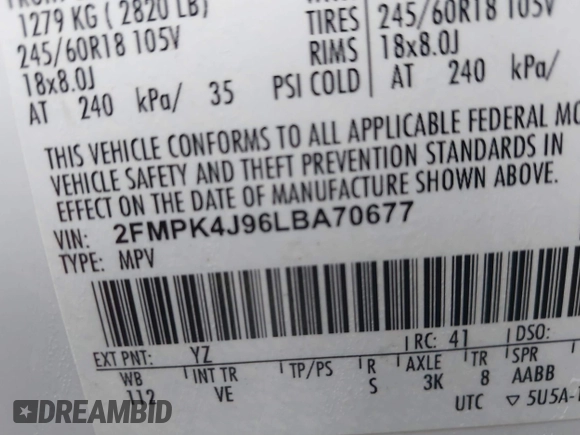 1279 KG ( 2820 LB)
TIRES 245/60R18 105V
245/60R18 105V
RIMS 18x8.0J
18x8.0J
PSI COLD AT 240 kPa/
AT 240 kPa/ 35
THIS VEHICLE CONFORMS TO ALL APPLICABLE FEDERAL MO
VEHICLE SAFETY AND THEFT PREVENTION STANDARDS IN
EFFECT ON THE DATE OF MANUFACTURE SHOWN ABOVE.
VIN: 2FMPK4J96LBA70677
TYPE: MPV
EXT PNT: YZ RC: 41 DSO:
WB INT TR TP/PS R AXLE TR SPR
112 VE S 3K 8 AABB
UTC ▽ 5U5A-
DREAMBID